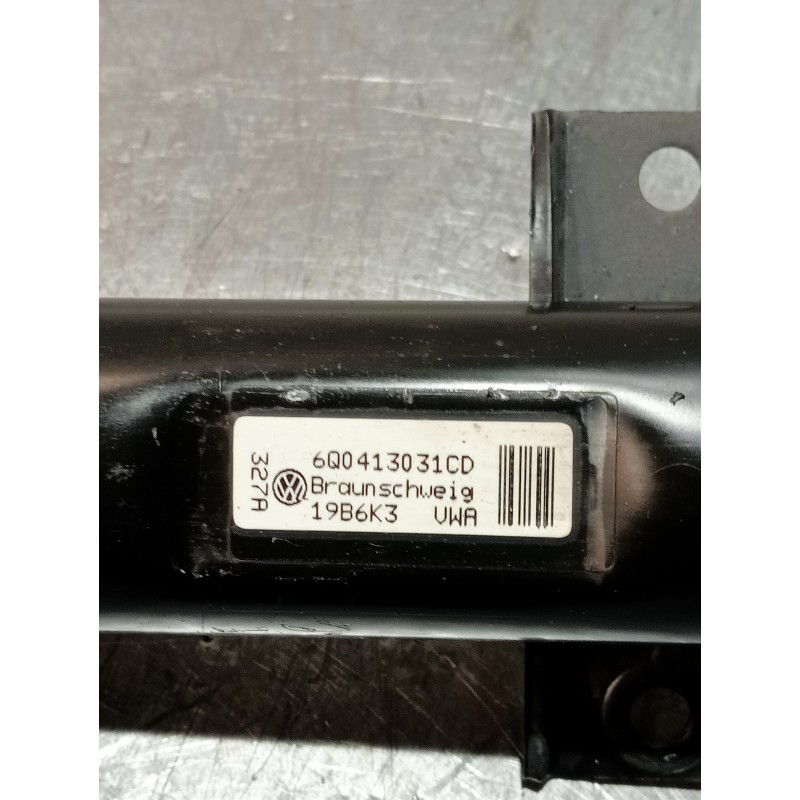 327A
6Q0413031CD
Braunschweig
19B6K3 VWA